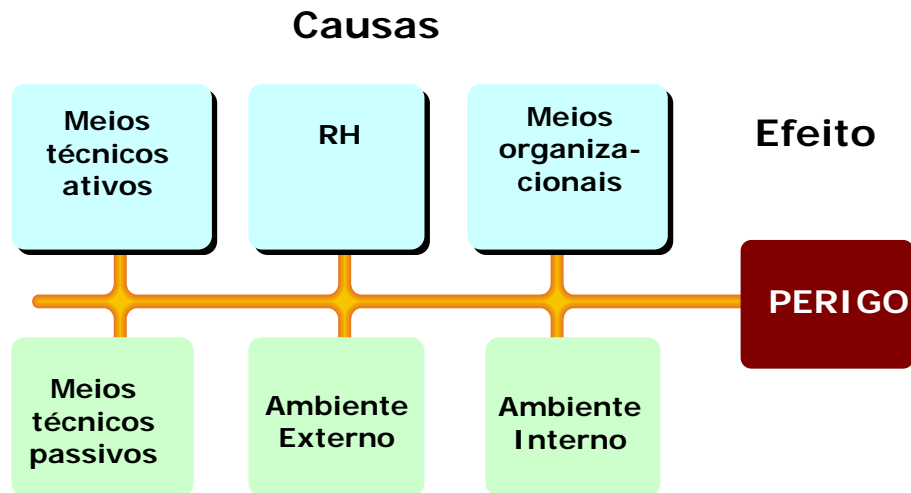 Causas
Meios
técnicos
ativos
RH
Meios
organiza-
cionais
Efeito
PERIGO
Meios
técnicos
passivos
Ambiente
Externo
Ambiente
Interno